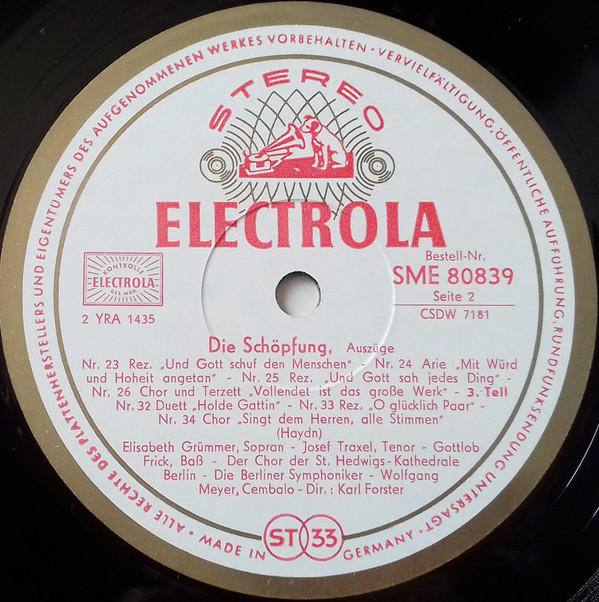 ALLE RECHTE DES PLATTENHERSTELLERS UND EIGENTUMERS DES AUFGENOMMENEN WERKES VORBEHALTEN · VERVIELFÄLTIGUNG, ÖFFENTLICHE AUFFÜHRUNG, RUNDFUNKSENDUNG UNTERSAGT ·
STEREO
ELECTROLA
KONTROLLE
ELECTROLA
GES. M.B.H.
2 YRA 1435
Bestell-Nr.
SME 80839
Seite 2
CSDW 7181
Die Schöpfung, Auszüge
Nr. 23 Rez. „Und Gott schuf den Menschen" - Nr. 24 Arie „Mit Würd
und Hoheit angetan" - Nr. 25 Rez. „Und Gott sah jedes Ding" -
Nr. 26 Chor und Terzett „Vollendet ist das große Werk" - 3. Teil
Nr. 32 Duett „Holde Gattin" - Nr. 33 Rez. „O glücklich Paar" -
Nr. 34 Chor „Singt dem Herren, alle Stimmen"
(Haydn)
Elisabeth Grümmer, Sopran - Josef Traxel, Tenor - Gottlob
Frick, Baß - Der Chor der St. Hedwigs-Kathedrale
Berlin - Die Berliner Symphoniker - Wolfgang
Meyer, Cembalo - Dir.: Karl Forster
ST 33
MADE IN GERMANY